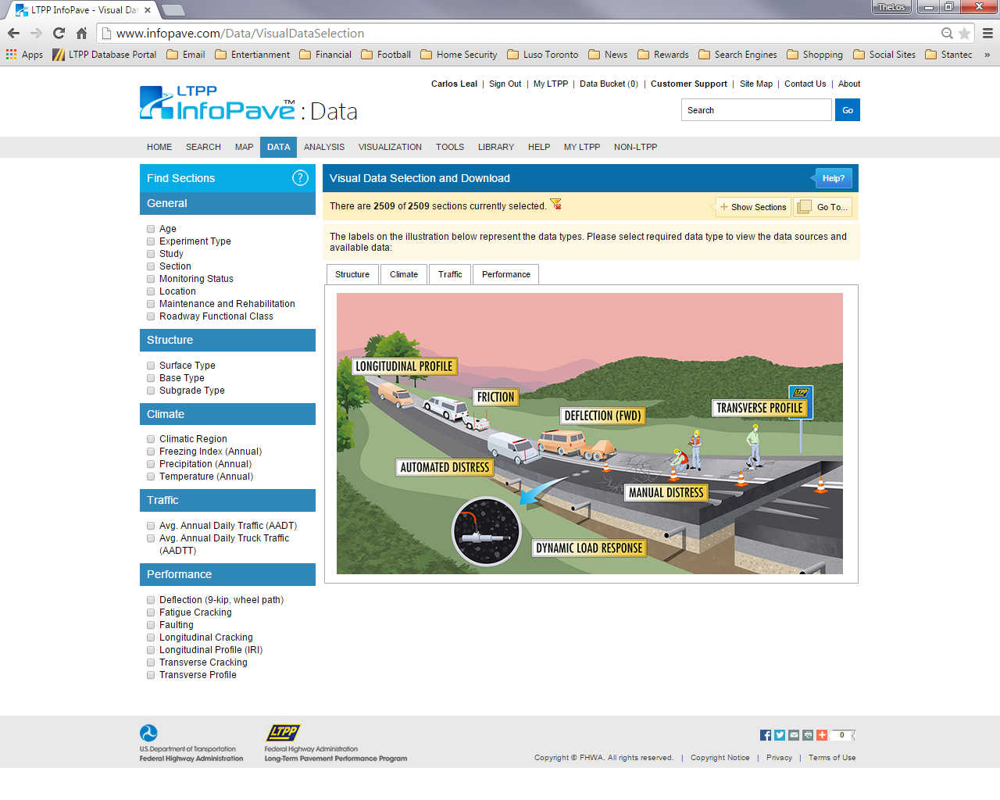 LTPP InfoPave - Visual Dat
TheLos
www.infopave.com/Data/VisualDataSelection
Apps
LTPP Database Portal
Email
Entertianment
Financial
Football
Home Security
Luso Toronto
News
Rewards
Search Engines
Shopping
Social Sites
Stantec
»
Carlos Leal | Sign Out | My LTPP | Data Bucket (0) | Customer Support | Site Map | Contact Us | About
LTPP
InfoPave™ : Data
Search
Go
HOME SEARCH MAP DATA ANALYSIS VISUALIZATION TOOLS LIBRARY HELP MY LTPP NON-LTPP
Find Sections
?
General
Age
Experiment Type
Study
Section
Monitoring Status
Location
Maintenance and Rehabilitation
Roadway Functional Class
Structure
Surface Type
Base Type
Subgrade Type
Climate
Climatic Region
Freezing Index (Annual)
Precipitation (Annual)
Temperature (Annual)
Traffic
Avg. Annual Daily Traffic (AADT)
Avg. Annual Daily Truck Traffic
(AADTT)
Performance
Deflection (9-kip, wheel path)
Fatigue Cracking
Faulting
Longitudinal Cracking
Longitudinal Profile (IRI)
Transverse Cracking
Transverse Profile
Visual Data Selection and Download
Help?
There are 2509 of 2509 sections currently selected.
+ Show Sections
Go To...
The labels on the illustration below represent the data types. Please select required data type to view the data sources and
available data:
Structure
Climate
Traffic
Performance
LONGITUDINAL PROFILE
FRICTION
DEFLECTION (FWD)
LTPP
TRANSVERSE PROFILE
AUTOMATED DISTRESS
MANUAL DISTRESS
DYNAMIC LOAD RESPONSE
U.S. Department of Transportation
Federal Highway Administration
LTPP
Federal Highway Administration
Long-Term Pavement Performance Program
0
Copyright © FHWA. All rights reserved. | Copyright Notice | Privacy | Terms of Use